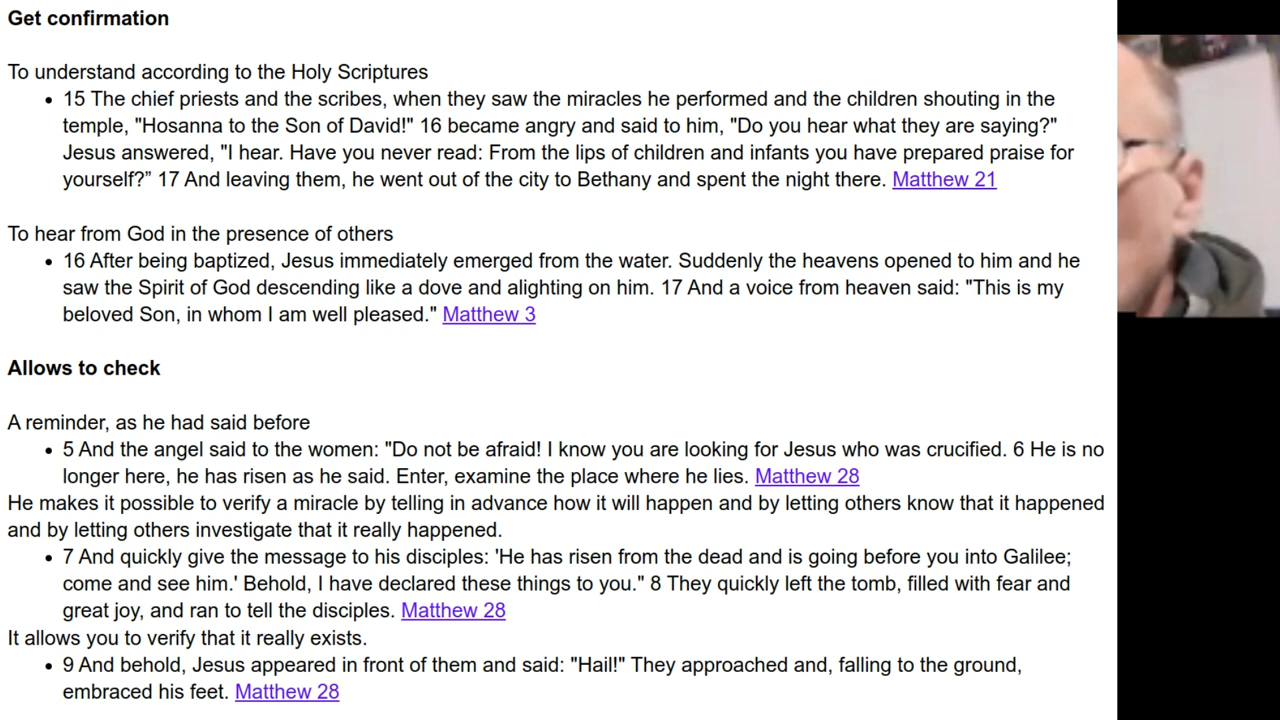 Get confirmation
To understand according to the Holy Scriptures
• 15 The chief priests and the scribes, when they saw the miracles he performed and the children shouting in the
temple, "Hosanna to the Son of David!" 16 became angry and said to him, "Do you hear what they are saying?"
Jesus answered, "I hear. Have you never read: From the lips of children and infants you have prepared praise for
yourself?” 17 And leaving them, he went out of the city to Bethany and spent the night there. Matthew 21
To hear from God in the presence of others
• 16 After being baptized, Jesus immediately emerged from the water. Suddenly the heavens opened to him and he
saw the Spirit of God descending like a dove and alighting on him. 17 And a voice from heaven said: "This is my
beloved Son, in whom I am well pleased." Matthew 3
Allows to check
A reminder, as he had said before
• 5 And the angel said to the women: "Do not be afraid! I know you are looking for Jesus who was crucified. 6 He is no
longer here, he has risen as he said. Enter, examine the place where he lies. Matthew 28
He makes it possible to verify a miracle by telling in advance how it will happen and by letting others know that it happened
and by letting others investigate that it really happened.
• 7 And quickly give the message to his disciples: 'He has risen from the dead and is going before you into Galilee;
come and see him.' Behold, I have declared these things to you." 8 They quickly left the tomb, filled with fear and
great joy, and ran to tell the disciples. Matthew 28
It allows you to verify that it really exists.
• 9 And behold, Jesus appeared in front of them and said: "Hail!" They approached and, falling to the ground,
embraced his feet. Matthew 28